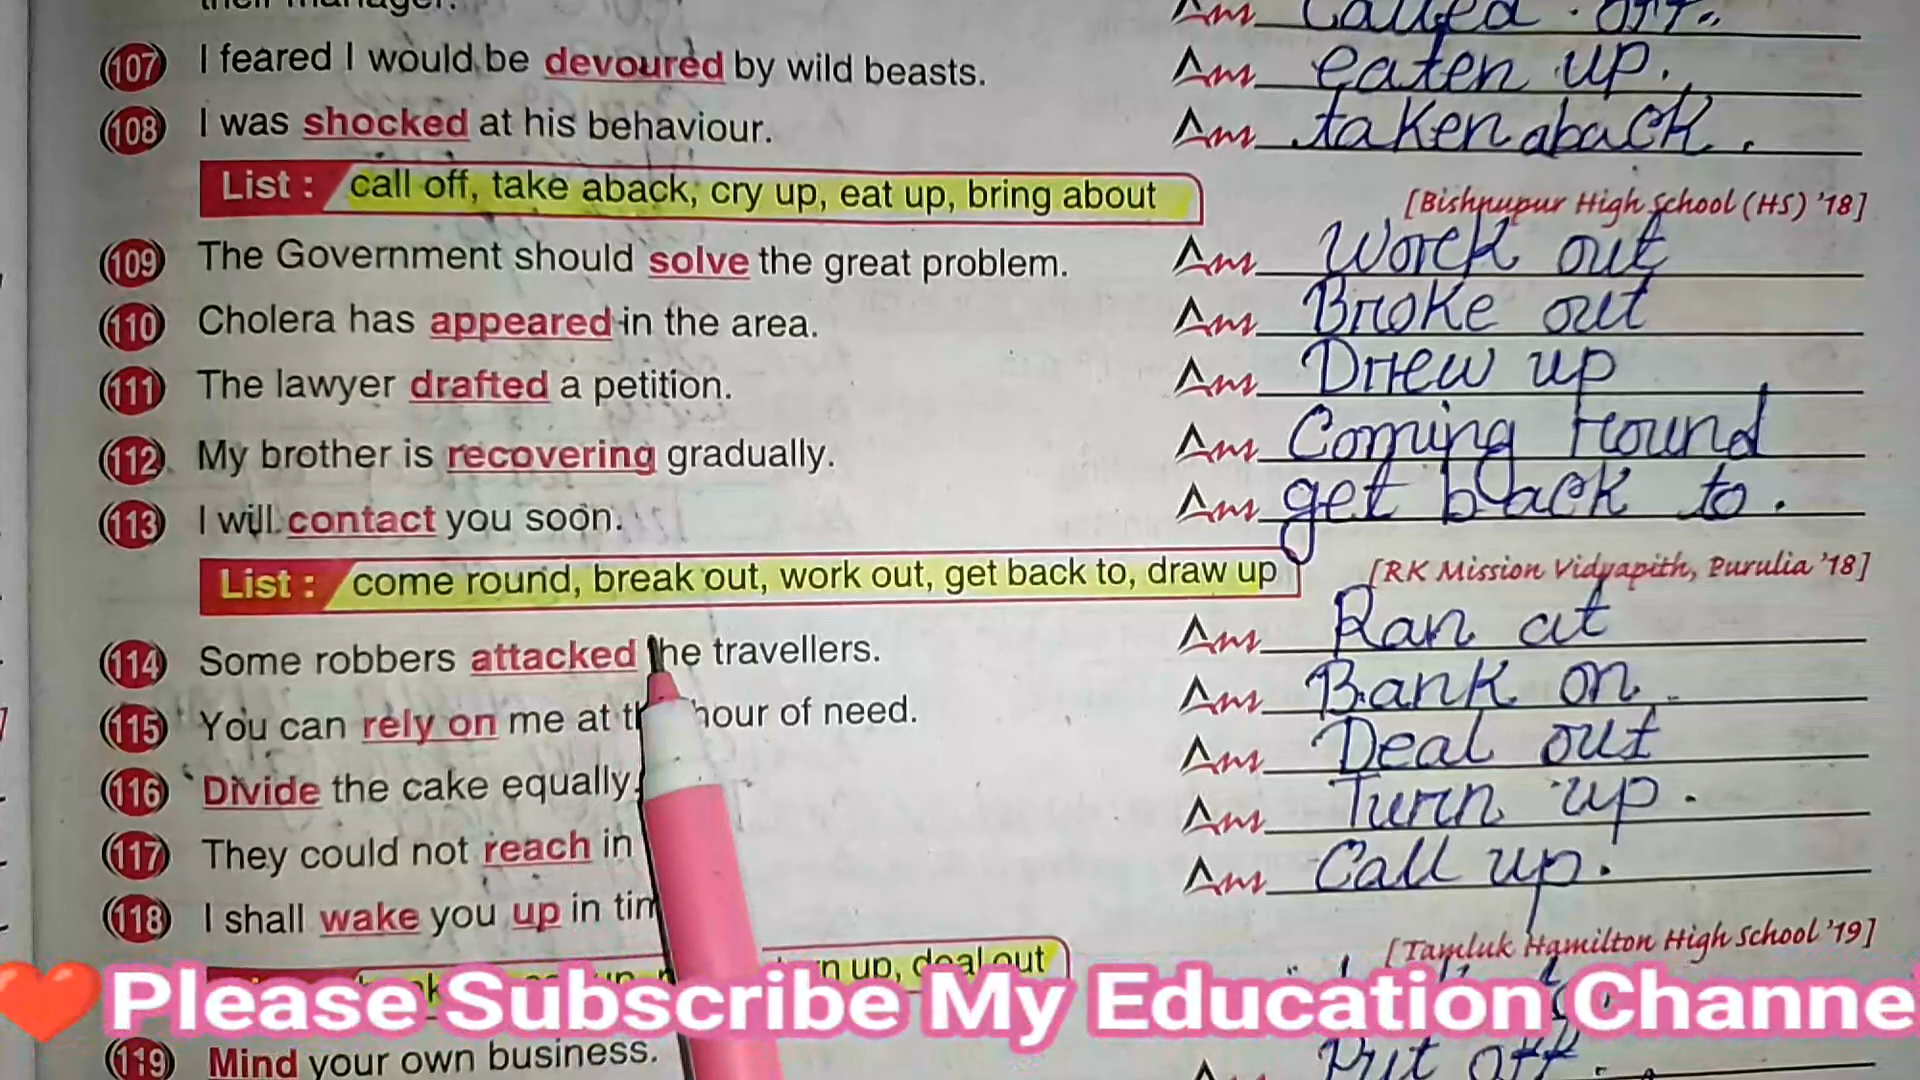 their manager. Ans Called off.
107 I feared I would be devoured by wild beasts. Ans eaten up.
108 I was shocked at his behaviour. Ans taken aback.
List : call off, take aback, cry up, eat up, bring about
[Bishnupur High School (HS) '18]
109 The Government should solve the great problem. Ans Work out
110 Cholera has appeared in the area. Ans Broke out
111 The lawyer drafted a petition. Ans Drew up
112 My brother is recovering gradually. Ans Coming round
113 I will contact you soon. Ans get back to.
List : come round, break out, work out, get back to, draw up
[RK Mission Vidyapith, Purulia '18]
114 Some robbers attacked the travellers. Ans Ran at
115 You can rely on me at hour of need. Ans Bank on.
116 Divide the cake equally. Ans Deal out
117 They could not reach in Ans Turn up.
118 I shall wake you up in Ans Call up.
[Tamluk Hamilton High School '19]
up, deal out
Please Subscribe My Education Channe
119 Mind your own business. Ans Put off.